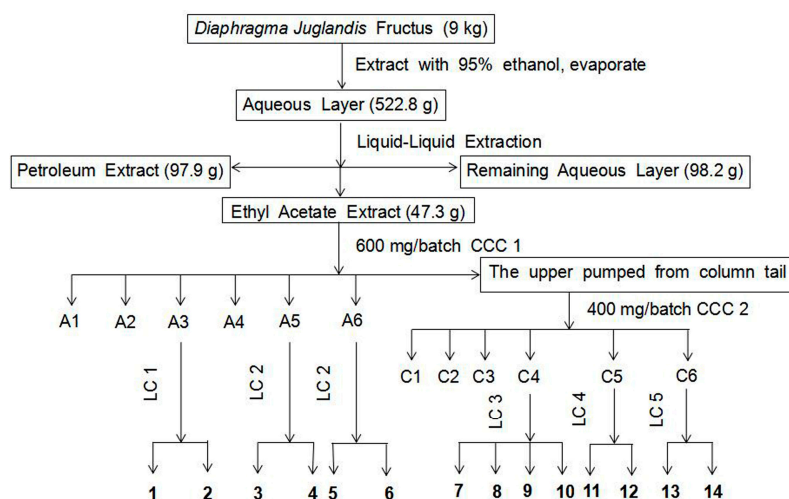 Diaphragma Juglandis Fructus (9 kg)
Extract with 95% ethanol, evaporate
Aqueous Layer (522.8 g)
Liquid-Liquid Extraction
Petroleum Extract (97.9 g)
Remaining Aqueous Layer (98.2 g)
Ethyl Acetate Extract (47.3 g)
600 mg/batch CCC 1
The upper pumped from column tail
400 mg/batch CCC 2
A1 A2 A3 A4 A5 A6
C1 C2 C3 C4 C5 C6
LC 1 LC 2 LC 2 LC 3 LC 4 LC 5
1 2 3 4 5 6 7 8 9 10 11 12 13 14